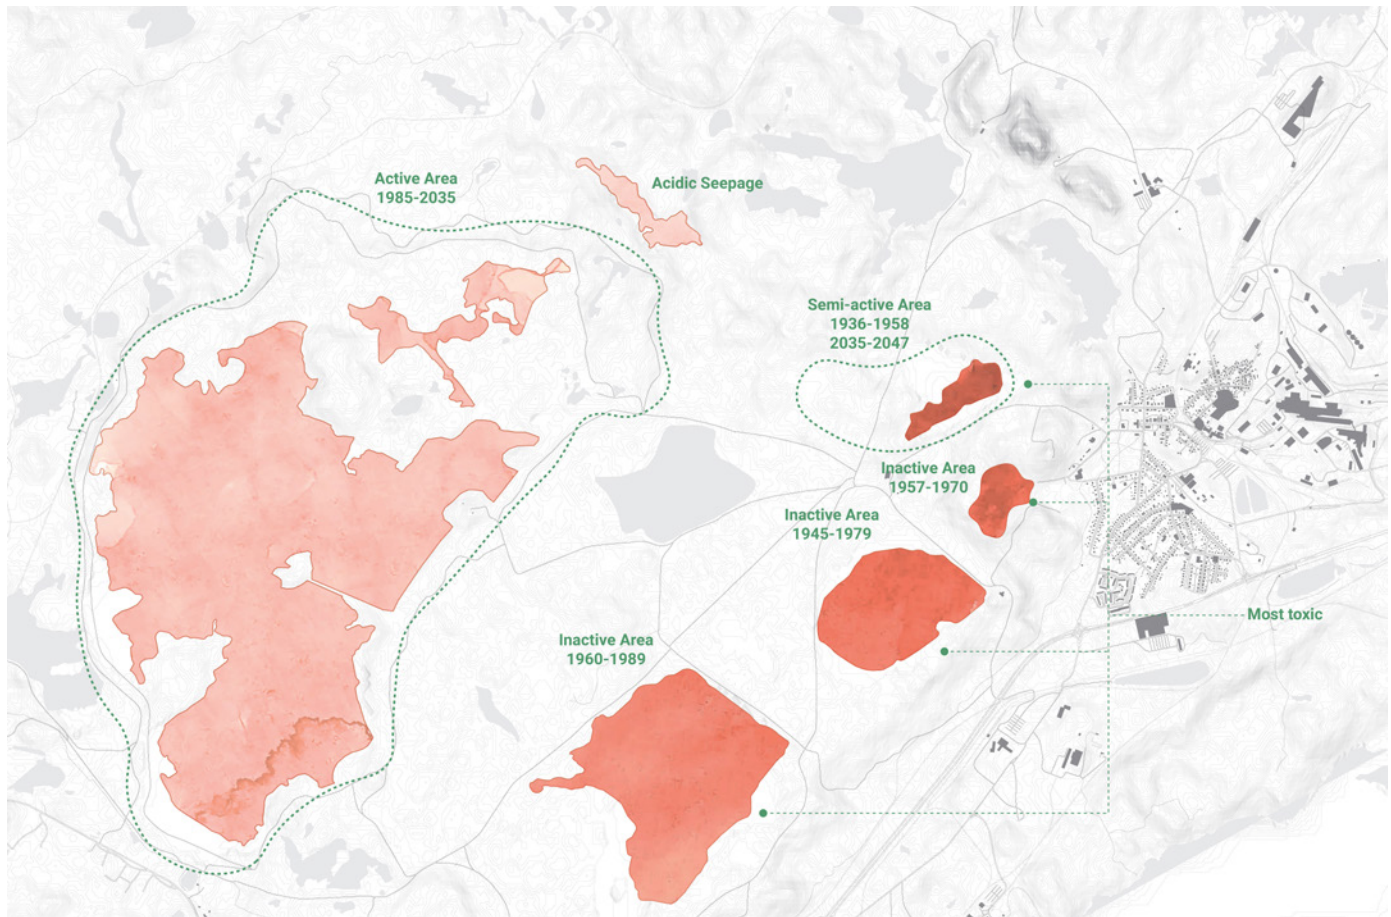 Active Area
1985-2035
Acidic Seepage
Semi-active Area
1936-1958
2035-2047
Inactive Area
1957-1970
Inactive Area
1945-1979
Most toxic
Inactive Area
1960-1989